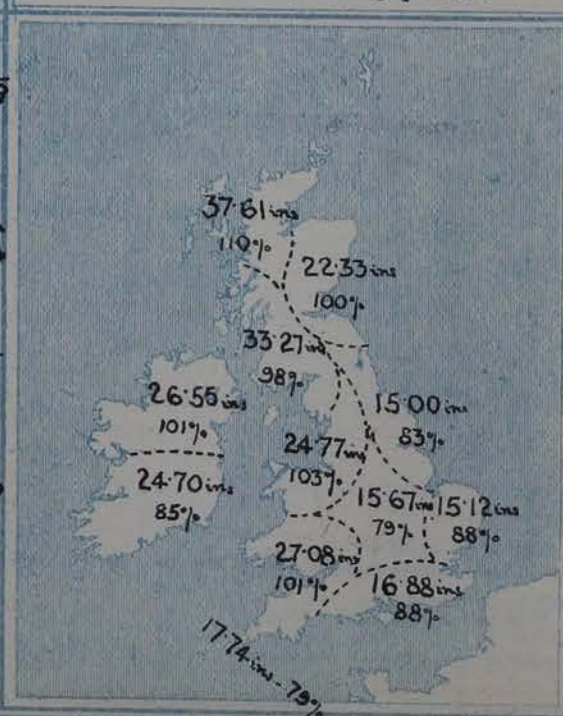 37·61 ins
110%
22·33 ins
100%
33·27 ins
98%
26·55 ins
101%
15·00 ins
83%
24·77 ins
103%
24·70 ins
85%
15·67 ins
79%
15·12 ins
88%
27·08 ins
101%
16·88 ins
88%
17·74 ins - 79%